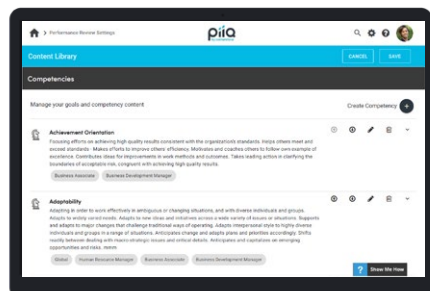 Performance Review Settings
piiq
Content Library
CANCEL
SAVE
Competencies
Manage your goals and competency content
Create Competency
Achievement Orientation
Focusing efforts on achieving high quality results consistent with the organization's standards. Helps others meet and
exceed standards. Makes efforts to improve others' efficiency. Motivates and coaches others to follow own example of
excellence. Contributes ideas for improvements in work methods and outcomes. Takes leading action in clarifying the
boundaries of acceptable risk, congruent with achieving high quality results.
Business Associate
Business Development Manager
Adaptability
Adapting in order to work effectively in ambiguous or changing situations, and with diverse individuals and groups.
Adapts to widely varied needs. Adapts to new ideas and initiatives across a wide variety of issues or situations. Supports
and adapts to major changes that challenge traditional ways of operating. Adapts interpersonal style to highly diverse
individuals and groups in a range of situations. Anticipates change and adapts plans and priorities accordingly. Shifts
readily between dealing with macro-strategic issues and critical details. Anticipates and capitalizes on emerging
opportunities and risks.
Global
Human Resource Manager
Business Associate
Business Development Manager
? Show Me How